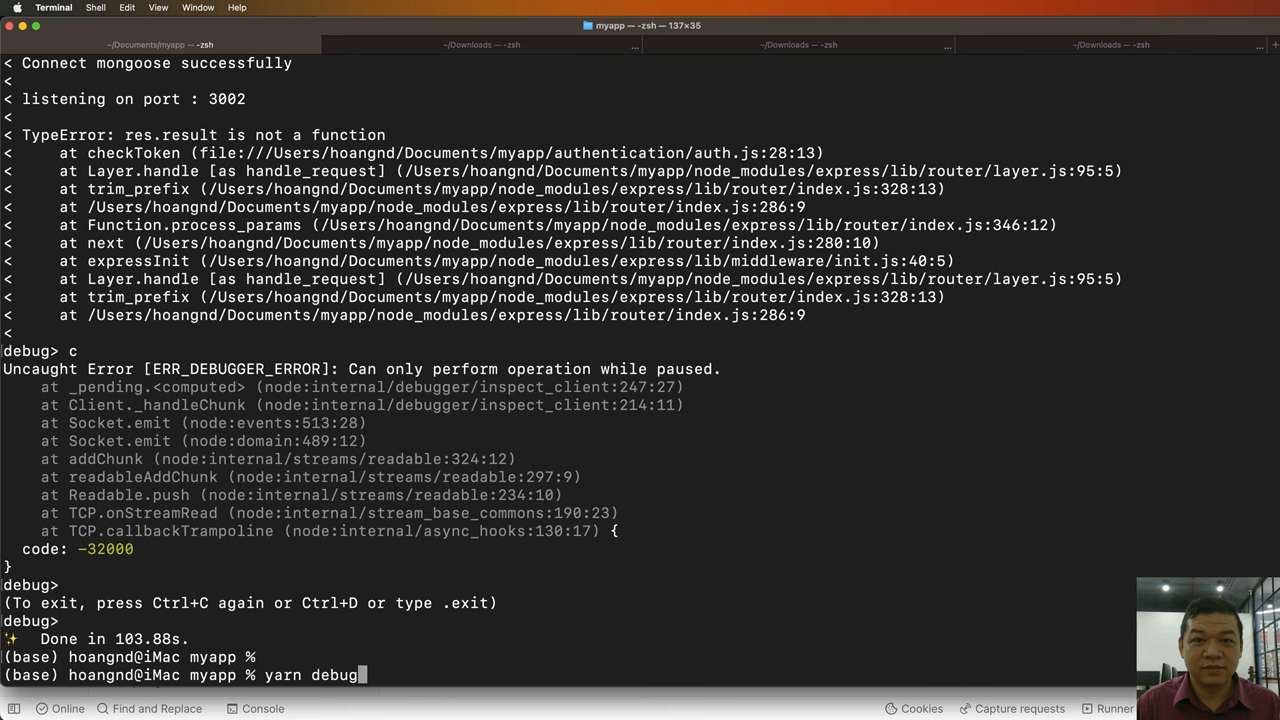 Terminal Shell Edit View Window Help
myapp — -zsh — 137×35
~/Documents/myapp — -zsh
~/Downloads — -zsh ...
~/Downloads — -zsh ...
~/Downloads — -zsh ...
< Connect mongoose successfully
<
< listening on port : 3002
<
< TypeError: res.result is not a function
<     at checkToken (file:///Users/hoangnd/Documents/myapp/authentication/auth.js:28:13)
<     at Layer.handle [as handle_request] (/Users/hoangnd/Documents/myapp/node_modules/express/lib/router/layer.js:95:5)
<     at trim_prefix (/Users/hoangnd/Documents/myapp/node_modules/express/lib/router/index.js:328:13)
<     at /Users/hoangnd/Documents/myapp/node_modules/express/lib/router/index.js:286:9
<     at Function.process_params (/Users/hoangnd/Documents/myapp/node_modules/express/lib/router/index.js:346:12)
<     at next (/Users/hoangnd/Documents/myapp/node_modules/express/lib/router/index.js:280:10)
<     at expressInit (/Users/hoangnd/Documents/myapp/node_modules/express/lib/middleware/init.js:40:5)
<     at Layer.handle [as handle_request] (/Users/hoangnd/Documents/myapp/node_modules/express/lib/router/layer.js:95:5)
<     at trim_prefix (/Users/hoangnd/Documents/myapp/node_modules/express/lib/router/index.js:328:13)
<     at /Users/hoangnd/Documents/myapp/node_modules/express/lib/router/index.js:286:9
<
debug> c
Uncaught Error [ERR_DEBUGGER_ERROR]: Can only perform operation while paused.
    at _pending.<computed> (node:internal/debugger/inspect_client:247:27)
    at Client._handleChunk (node:internal/debugger/inspect_client:214:11)
    at Socket.emit (node:events:513:28)
    at Socket.emit (node:domain:489:12)
    at addChunk (node:internal/streams/readable:324:12)
    at readableAddChunk (node:internal/streams/readable:297:9)
    at Readable.push (node:internal/streams/readable:234:10)
    at TCP.onStreamRead (node:internal/stream_base_commons:190:23)
    at TCP.callbackTrampoline (node:internal/async_hooks:130:17) {
  code: -32000
}
debug>
(To exit, press Ctrl+C again or Ctrl+D or type .exit)
debug>
✨  Done in 103.88s.
(base) hoangnd@iMac myapp %
(base) hoangnd@iMac myapp % yarn debug
Online Find and Replace Console Cookies Capture requests Runner